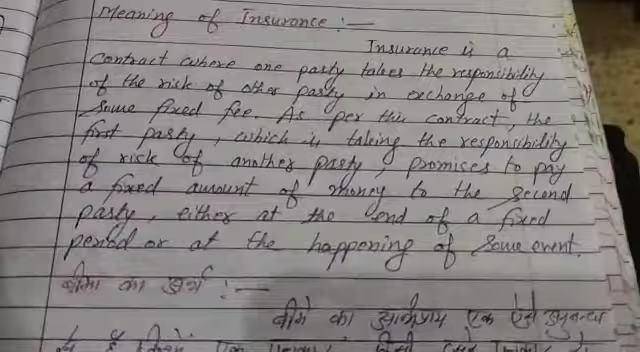 Meaning of Insurance :—
Insurance is a
contract where one party takes the responsibility
of the risk of other party in exchange of
some fixed fee. As per this contract, the
first party, which is taking the responsibility
of risk of another party, promises to pay
a fixed amount of money to the second
party, either at the end of a fixed
period or at the happening of some event.
बीमा का अर्थ :—
बीमे का अभिप्राय एक ऐसे अनुबन्ध